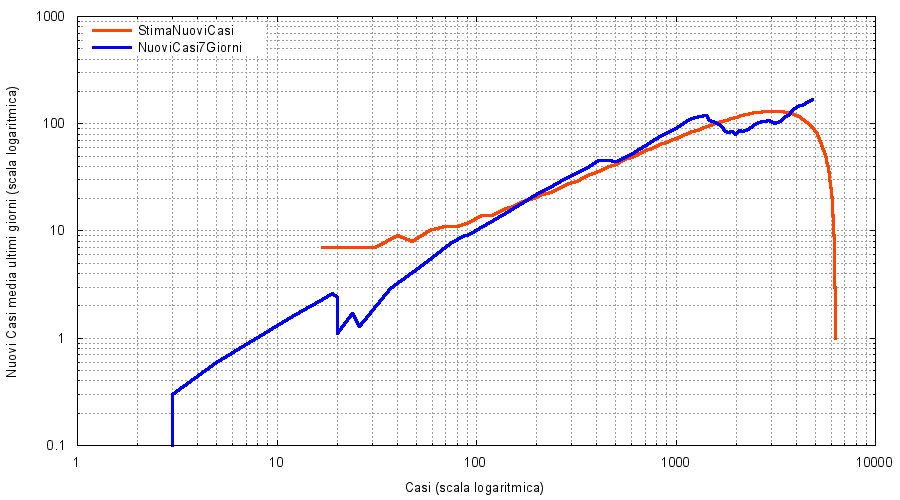 1000
StimaNuoviCasi
NuoviCasi7Giorni
100
10
1
0.1
Nuovi Casi media ultimi giorni (scala logaritmica)
1 10 100 1000 10000
Casi (scala logaritmica)